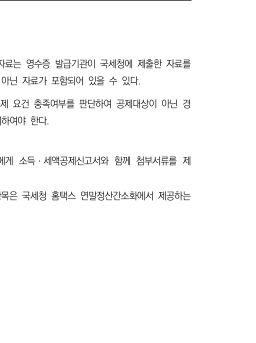 자료는 영수증 발급기관이 국세청에 제출한 자료를
아닌 자료가 포함되어 있을 수 있다.
제 요건 충족여부를 판단하여 공제대상이 아닌 경
하여야 한다.
에게 소득·세액공제신고서와 함께 첨부서류를 제
목은 국세청 홈택스 연말정산간소화에서 제공하는